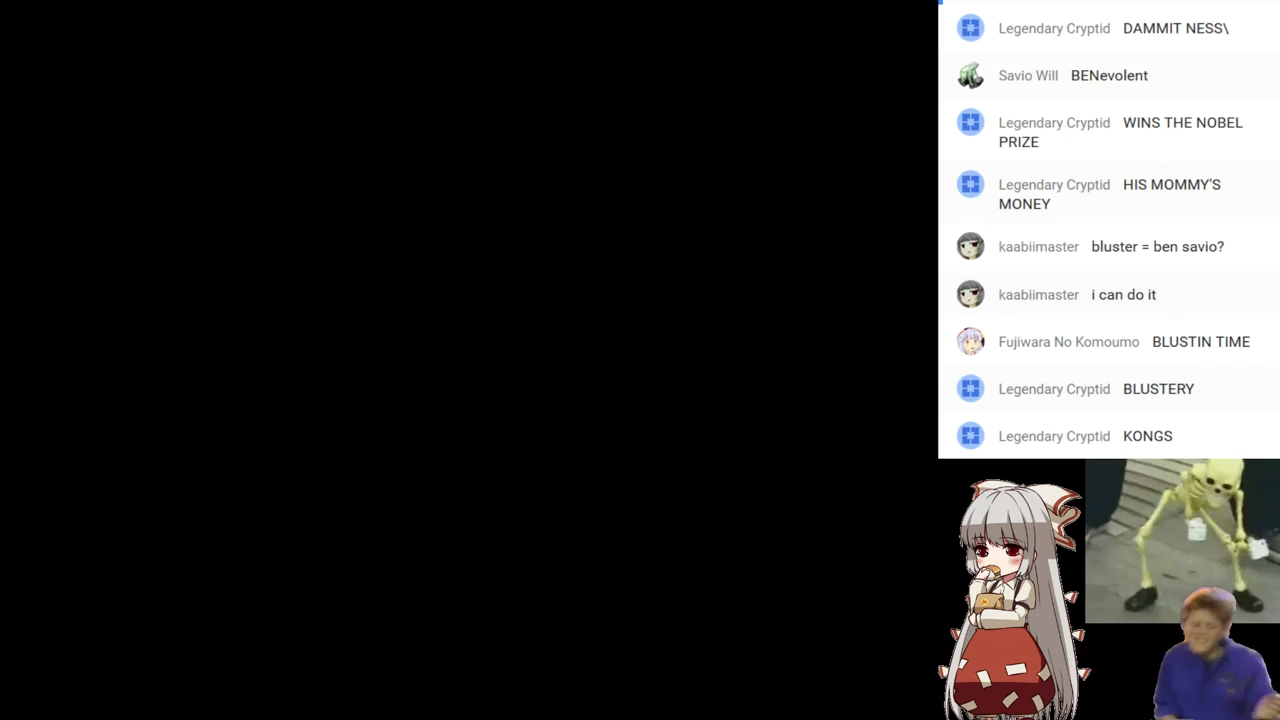 Legendary Cryptid DAMMIT NESS\
Savio Will BENevolent
Legendary Cryptid WINS THE NOBEL
PRIZE
Legendary Cryptid HIS MOMMY'S
MONEY
kaabiimaster bluster = ben savio?
kaabiimaster i can do it
Fujiwara No Komoumo BLUSTIN TIME
Legendary Cryptid BLUSTERY
Legendary Cryptid KONGS